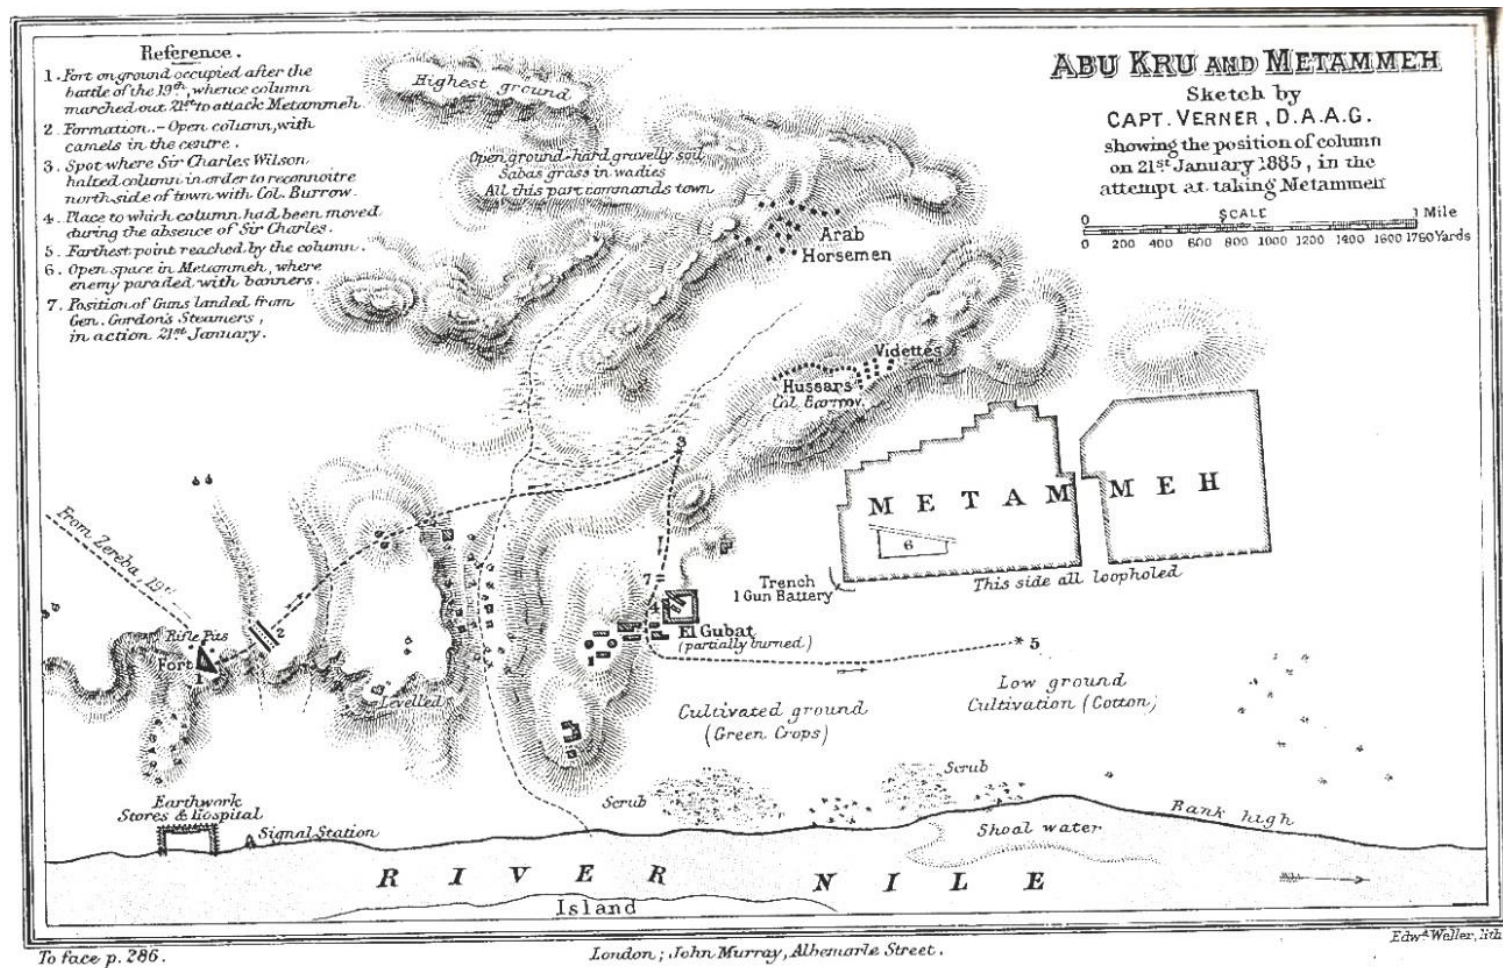 Reference.
1. Fort on ground occupied after the
battle of the 19th, whence column
marched out 21st to attack Metammeh.
2. Formation.- Open column, with
camels in the centre.
3. Spot where Sir Charles Wilson
halted column in order to reconnoitre
north side of town with Col. Burrow.
4. Place to which column had been moved
during the absence of Sir Charles.
5. Farthest point reached by the column.
6. Open space in Metammeh, where
enemy paraded with banners.
7. Position of Guns landed from
Gen. Gordon's Steamers,
in action 21st January.
ABU KRU AND METAMMEH
Sketch by
CAPT. VERNER, D.A.A.G.
showing the position of column
on 21st January 1885, in the
attempt at taking Metammeh
SCALE
0 1 Mile
0 200 400 600 800 1000 1200 1400 1600 1760 Yards
Highest ground
Open ground-hard gravelly soil
Sabas grass in wadies
All this part commands town
Arab
Horsemen
Videttes
Hussars
Col. Barrow.
3
METAMMEH
6
This side all loopholed
Trench
1 Gun Battery
From Zereba, 19th
7
4
El Gubat
(partially burned)
1
2
Rifle Pits
Fort
1
5
Levelled
Low ground
Cultivation (Cotton)
Cultivated ground
(Green Crops)
Scrub
Scrub
Earthwork
Stores & Hospital
Signal Station
Bank high
Shoal water
RIVER NILE
Island
To face p. 286.
London; John Murray, Albemarle Street.
Edwd. Weller, lith